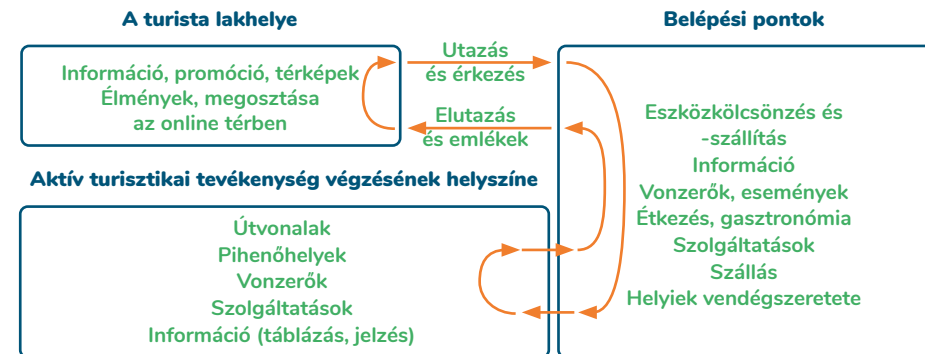 A turista lakhelye
Információ, promóció, térképek
Élmények, megosztása
az online térben
Utazás
és érkezés
Elutazás
és emlékek
Belépési pontok
Eszközkölcsönzés és
-szállítás
Információ
Vonzerők, események
Étkezés, gasztronómia
Szolgáltatások
Szállás
Helyiek vendégszeretete
Aktív turisztikai tevékenység végzésének helyszíne
Útvonalak
Pihenőhelyek
Vonzerők
Szolgáltatások
Információ (táblázás, jelzés)